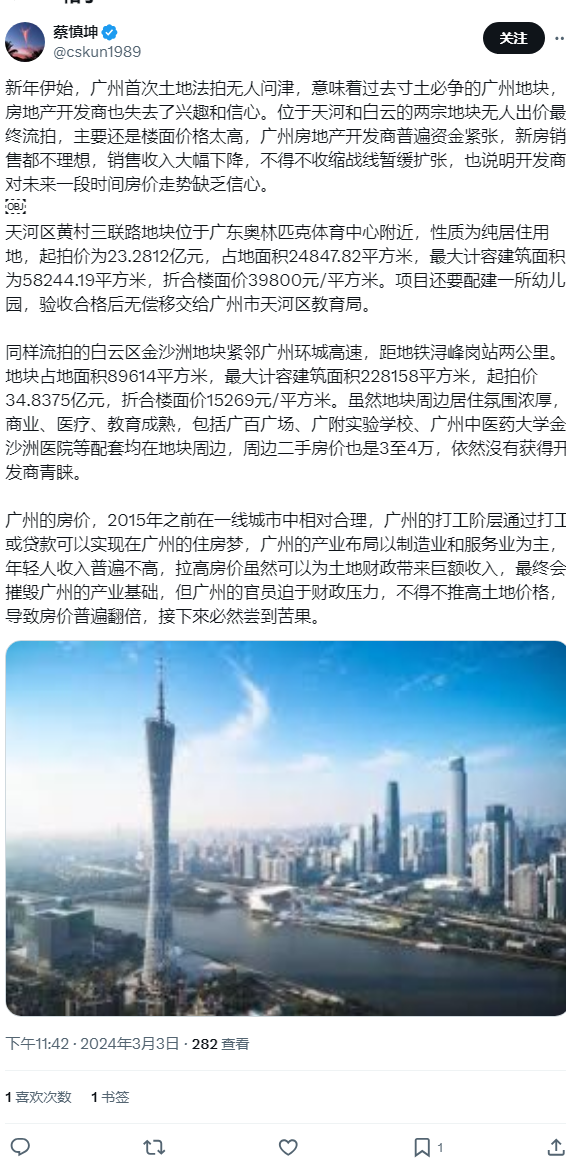 蔡慎坤
@cskun1989
关注
新年伊始，广州首次土地法拍无人问津，意味着过去寸土必争的广州地块，
房地产开发商也失去了兴趣和信心。位于天河和白云的两宗地块无人出价最
终流拍，主要还是楼面价格太高，广州房地产开发商普遍资金紧张，新房销
售都不理想，销售收入大幅下降，不得不收缩战线暂缓扩张，也说明开发商
对未来一段时间房价走势缺乏信心。
OBJ
天河区黄村三联路地块位于广东奥林匹克体育中心附近，性质为纯居住用
地，起拍价为23.2812亿元，占地面积24847.82平方米，最大计容建筑面积
为58244.19平方米，折合楼面价39800元/平方米。项目还要配建一所幼儿
园，验收合格后无偿移交给广州市天河区教育局。
同样流拍的白云区金沙洲地块紧邻广州环城高速，距地铁浔峰岗站两公里。
地块占地面积89614平方米，最大计容建筑面积228158平方米，起拍价
34.8375亿元，折合楼面价15269元/平方米。虽然地块周边居住氛围浓厚，
商业、医疗、教育成熟，包括广百广场、广附实验学校、广州中医药大学金
沙洲医院等配套均在地块周边，周边二手房价也是3至4万，依然沒有获得开
发商青睐。
广州的房价，2015年之前在一线城市中相对合理，广州的打工阶层通过打工
或贷款可以实现在广州的住房梦，广州的产业布局以制造业和服务业为主，
年轻人收入普遍不高，拉高房价虽然可以为土地财政带来巨额收入，最终会
摧毁广州的产业基础，但广州的官员迫于财政压力，不得不推高土地价格，
导致房价普遍翻倍，接下來必然尝到苦果。
下午11:42 · 2024年3月3日 · 282 查看
1 喜欢次数 1 书签
1